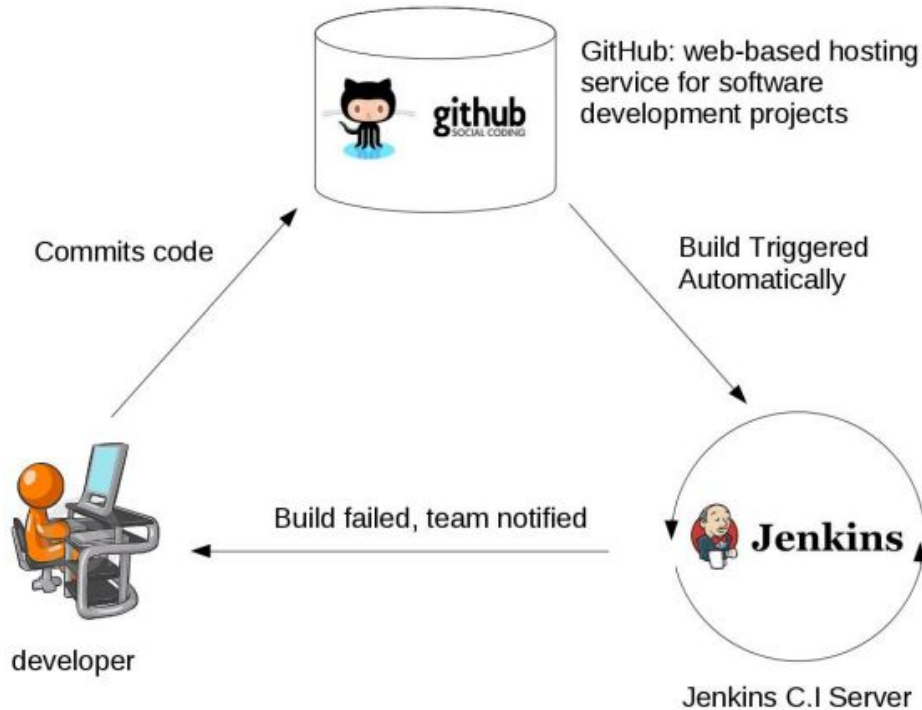 github
SOCIAL CODING
GitHub: web-based hosting
service for software
development projects
Commits code
Build Triggered
Automatically
Build failed, team notified
Jenkins
developer
Jenkins C.I Server